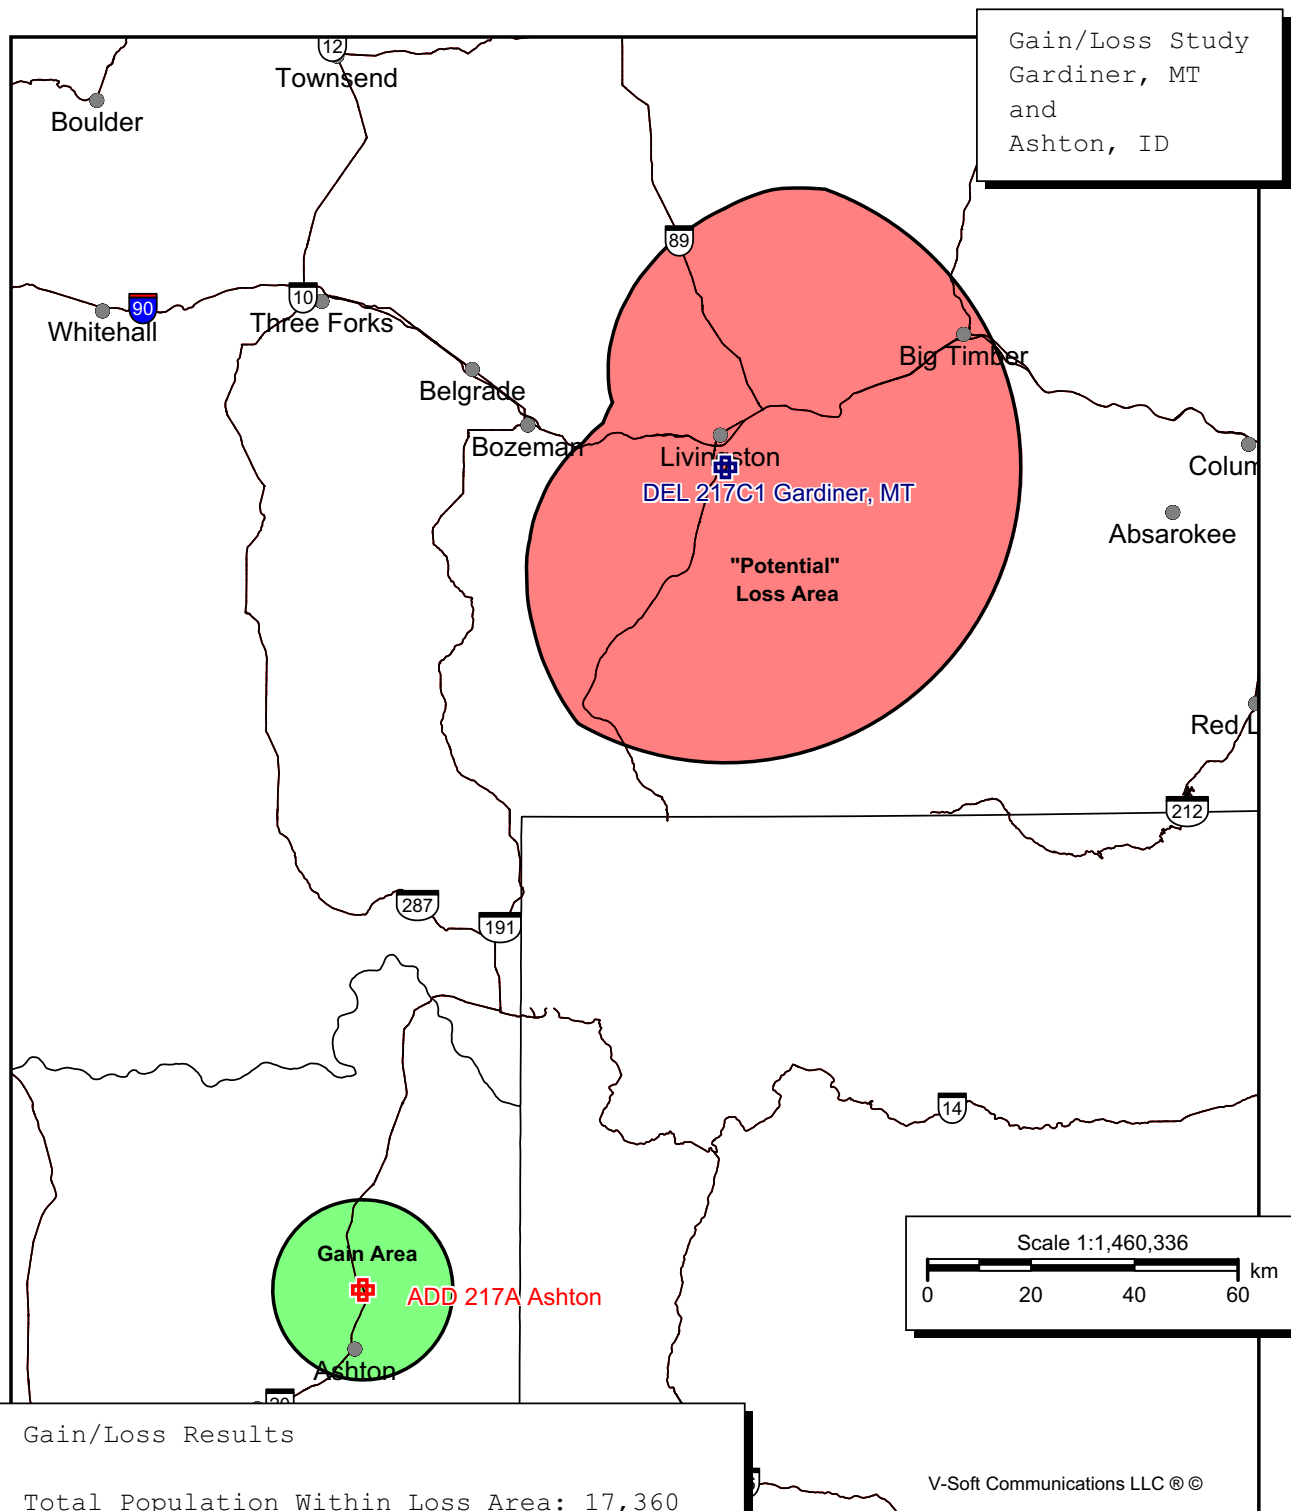 Gain/Loss Study
Gardiner, MT
and
Ashton, ID
12
Townsend
Boulder
89
90
10
Whitehall
Three Forks
Big Timber
Belgrade
Bozeman
Livingston
Colum
DEL 217C1 Gardiner, MT
Absarokee
"Potential"
Loss Area
Red L
212
287
191
14
Scale 1:1,460,336
km
0 20 40 60
Gain Area
ADD 217A Ashton
Ashton
20
Gain/Loss Results
Total Population Within Loss Area: 17,360
V-Soft Communications LLC ® ©